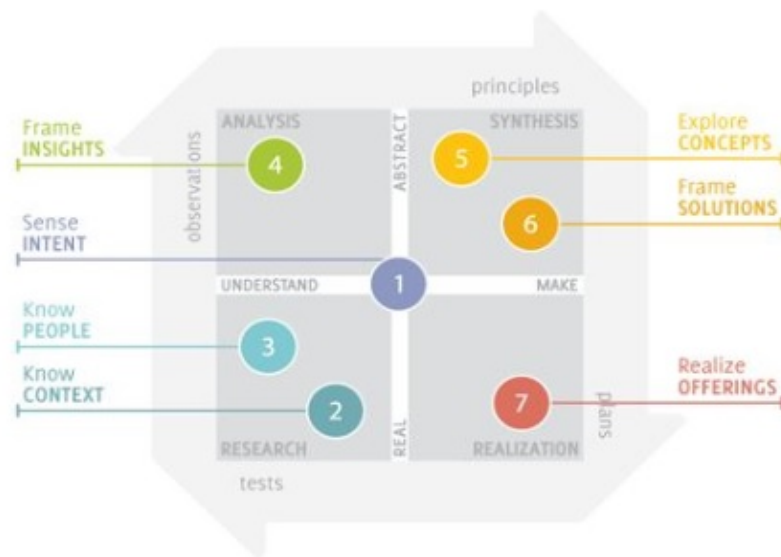 principles
Frame
INSIGHTS
ANALYSIS
SYNTHESIS
Explore
CONCEPTS
observations
4
ABSTRACT
5
Frame
SOLUTIONS
6
Sense
INTENT
UNDERSTAND
1
MAKE
Know
PEOPLE
3
Know
CONTEXT
2
REAL
7
Realize
OFFERINGS
plans
RESEARCH
REALIZATION
tests